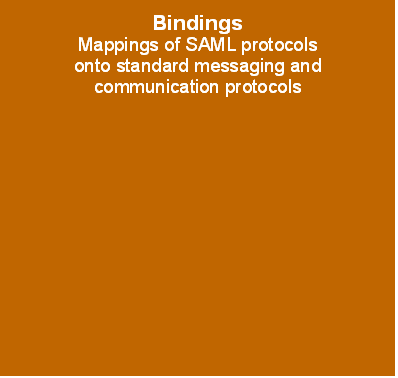 Bindings
Mappings of SAML protocols
onto standard messaging and
communication protocols